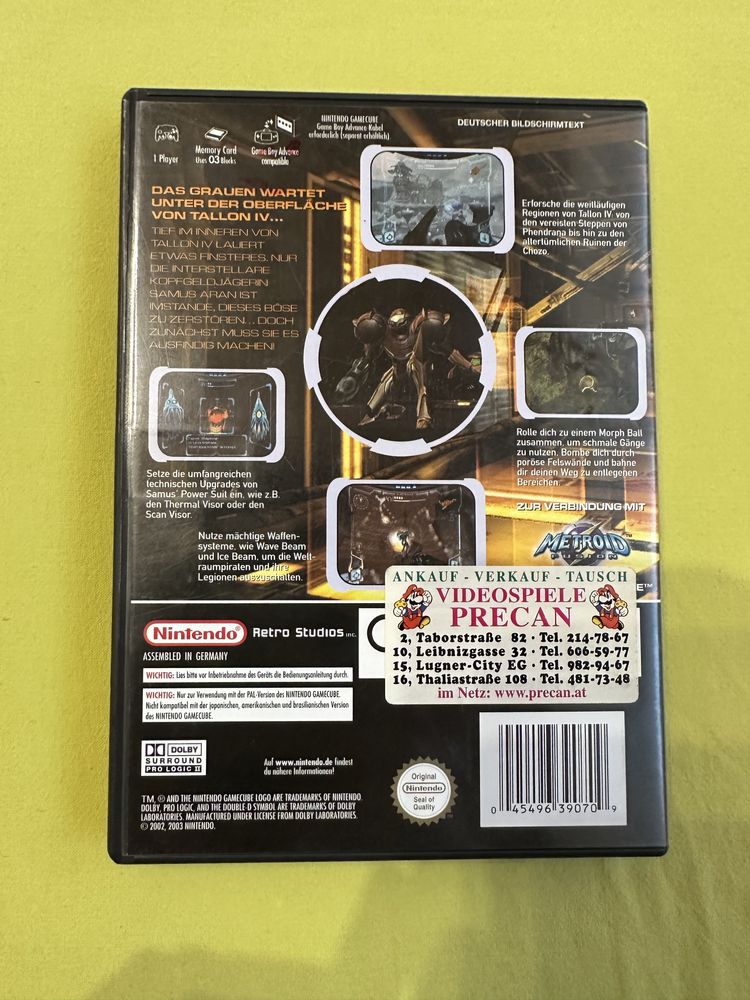 NINTENDO GAMECUBE
Game Boy Advance Kabel
erforderlich (separat erhältlich).
DEUTSCHER BILDSCHIRMTEXT
1 Player
Memory Card
Uses 03 Blocks
Game Boy Advance
compatible
DAS GRAUEN WARTET
UNTER DER OBERFLÄCHE
VON TALLON IV...
TIEF IM INNEREN VON
TALLON IV LAUERT
ETWAS FINSTERES. NUR
DIE INTERSTELLARE
KOPFGELDJÄGERIN
SAMUS ARAN IST
IMSTANDE, DIESES BÖSE
ZU ZERSTÖREN... DOCH
ZUNÄCHST MUSS SIE ES
AUSFINDIG MACHEN!
Erforsche die weitläufigen
Regionen von Tallon IV von
den vereisten Steppen von
Phendrana bis hin zu den
altertümlichen Ruinen der
Chozo.
Rolle dich zu einem Morph Ball
zusammen, um schmale Gänge
zu nutzen. Bombe dich durch
poröse Felswände und bahne
dir deinen Weg zu entlegenen
Bereichen.
Setze die umfangreichen
technischen Upgrades von
Samus' Power Suit ein, wie z.B.
den Thermal Visor oder den
Scan Visor.
Nutze mächtige Waffen-
systeme, wie Wave Beam
und Ice Beam, um die Welt-
raumpiraten und ihre
Legionen auszuschalten.
ZUR VERBINDUNG MIT
METROID
FUSION
ANKAUF - VERKAUF - TAUSCH
VIDEOSPIELE
PRECAN
2, Taborstraße 82 · Tel. 214-78-67
10, Leibnizgasse 32 · Tel. 606-59-77
15, Lugner-City EG · Tel. 982-94-67
16, Thaliastraße 108 · Tel. 481-73-48
im Netz: www.precan.at
Nintendo
Retro Studios INC.
ASSEMBLED IN GERMANY
WICHTIG: Lies bitte vor Inbetriebnahme des Geräts die Bedienungsanleitung durch.
WICHTIG: Nur zur Verwendung mit der PAL-Version des NINTENDO GAMECUBE.
Nicht kompatibel mit der japanischen, amerikanischen und brasilianischen Version
des NINTENDO GAMECUBE.
DOLBY
SURROUND
PRO LOGIC II
Auf www.nintendo.de findest
du nähere Informationen!
Original
Nintendo
Seal of
Quality
TM, ® AND THE NINTENDO GAMECUBE LOGO ARE TRADEMARKS OF NINTENDO.
DOLBY, PRO LOGIC, AND THE DOUBLE-D SYMBOL ARE TRADEMARKS OF DOLBY
LABORATORIES. MANUFACTURED UNDER LICENSE FROM DOLBY LABORATORIES.
© 2002, 2003 NINTENDO.
0 45496 39070 9